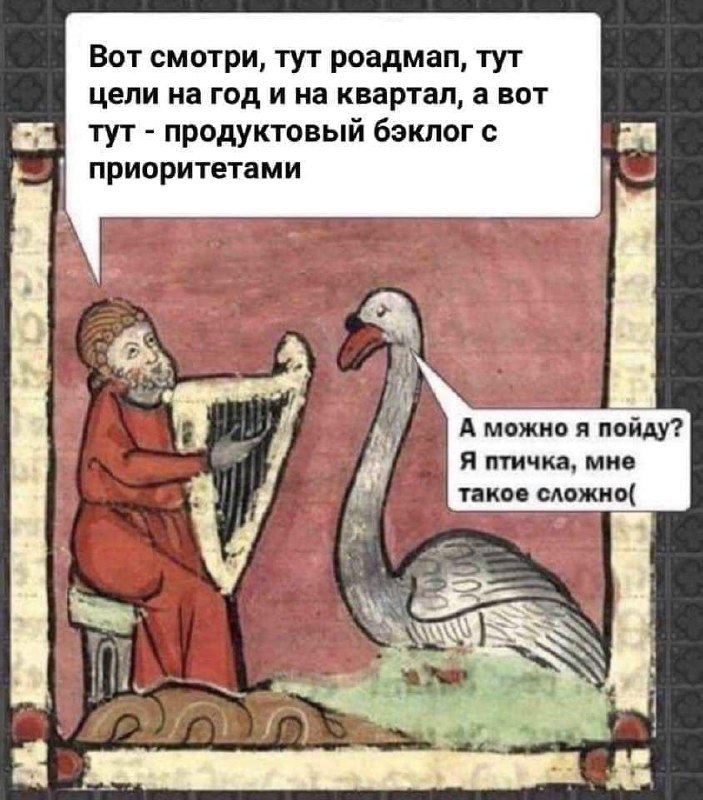 Вот смотри, тут роадмап, тут
цели на год и на квартал, а вот
тут - продуктовый бэклог с
приоритетами
А можно я пойду?
Я птичка, мне
такое сложно(